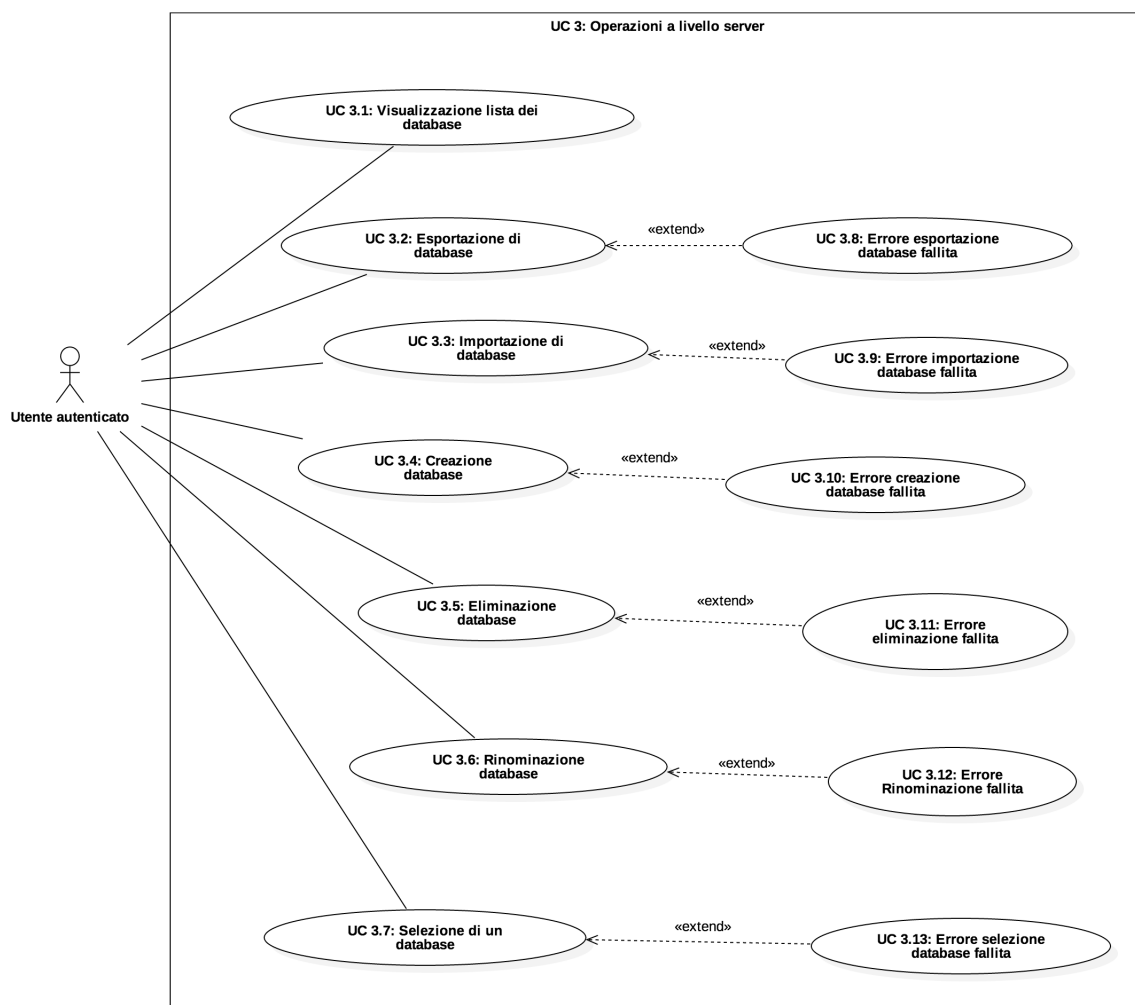 UC 3: Operazioni a livello server
UC 3.1: Visualizzazione lista dei
database
UC 3.2: Esportazione di
database
«extend»
UC 3.8: Errore esportazione
database fallita
UC 3.3: Importazione di
database
«extend»
UC 3.9: Errore importazione
database fallita
Utente autenticato
UC 3.4: Creazione
database
«extend»
UC 3.10: Errore creazione
database fallita
UC 3.5: Eliminazione
database
«extend»
UC 3.11: Errore
eliminazione fallita
UC 3.6: Rinominazione
database
«extend»
UC 3.12: Errore
Rinominazione fallita
UC 3.7: Selezione di un
database
«extend»
UC 3.13: Errore selezione
database fallita